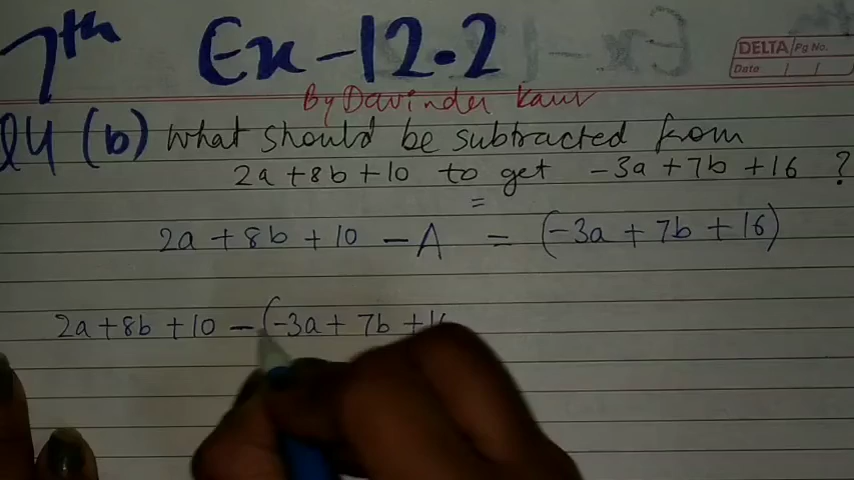 7th Ex-12.2
DELTA/Pg No.
Date / /
By Davinder Kaur
Q4 (b) What should be subtracted from
2a + 8b + 10 to get -3a + 7b + 16 ?
=
2a + 8b + 10 - A = (-3a + 7b + 16)
2a + 8b + 10 - (-3a + 7b + 16